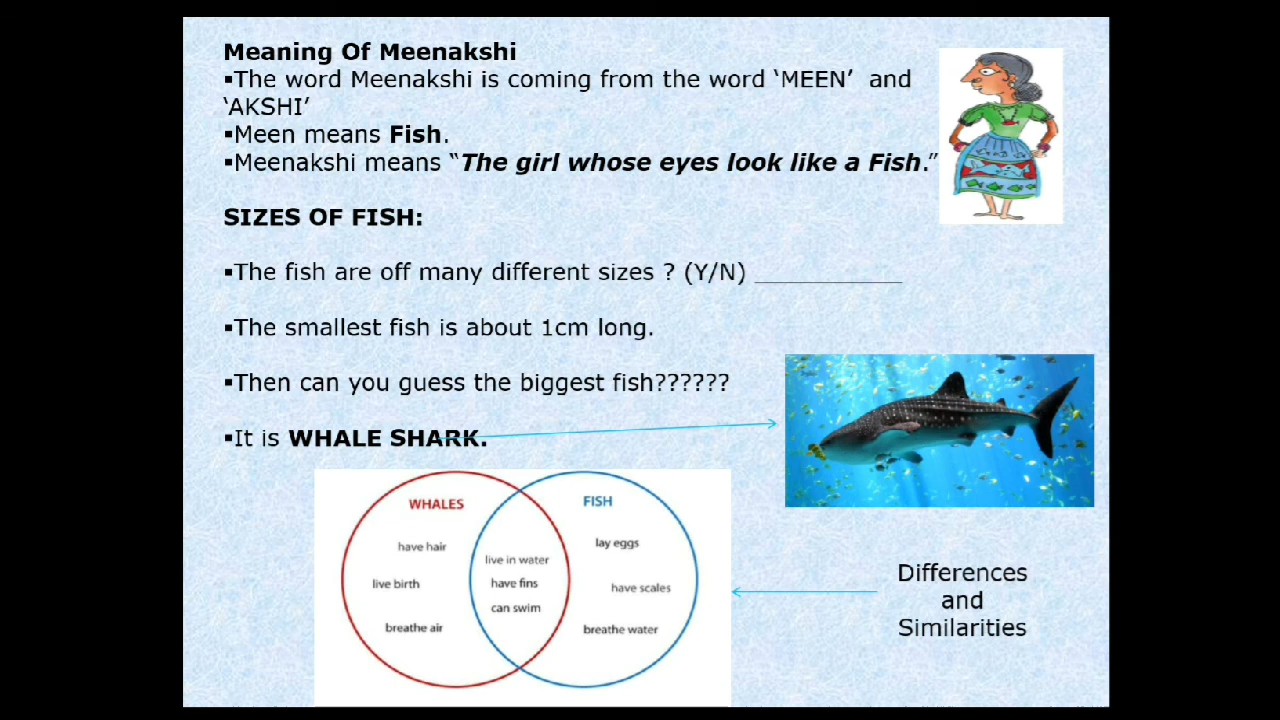 Meaning Of Meenakshi
▪The word Meenakshi is coming from the word ‘MEEN’ and
‘AKSHI’
▪Meen means Fish.
▪Meenakshi means “The girl whose eyes look like a Fish.”
SIZES OF FISH:
▪The fish are off many different sizes ? (Y/N) ____________
▪The smallest fish is about 1cm long.
▪Then can you guess the biggest fish??????
▪It is WHALE SHARK.
WHALES
have hair
live birth
breathe air
live in water
have fins
can swim
FISH
lay eggs
have scales
breathe water
Differences
and
Similarities